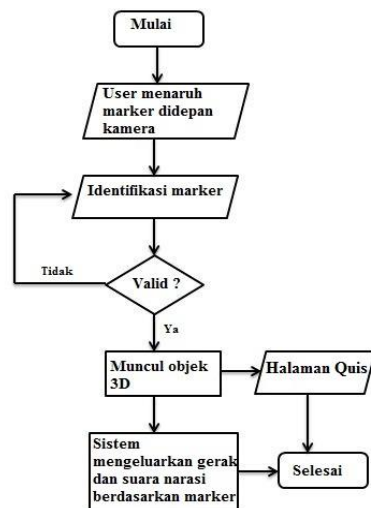 Mulai
User menaruh
marker didepan
kamera
Identifikasi marker
Tidak
Valid ?
Ya
Muncul objek
3D
Halaman Quis
Sistem
mengeluarkan gerak
dan suara narasi
berdasarkan marker
Selesai